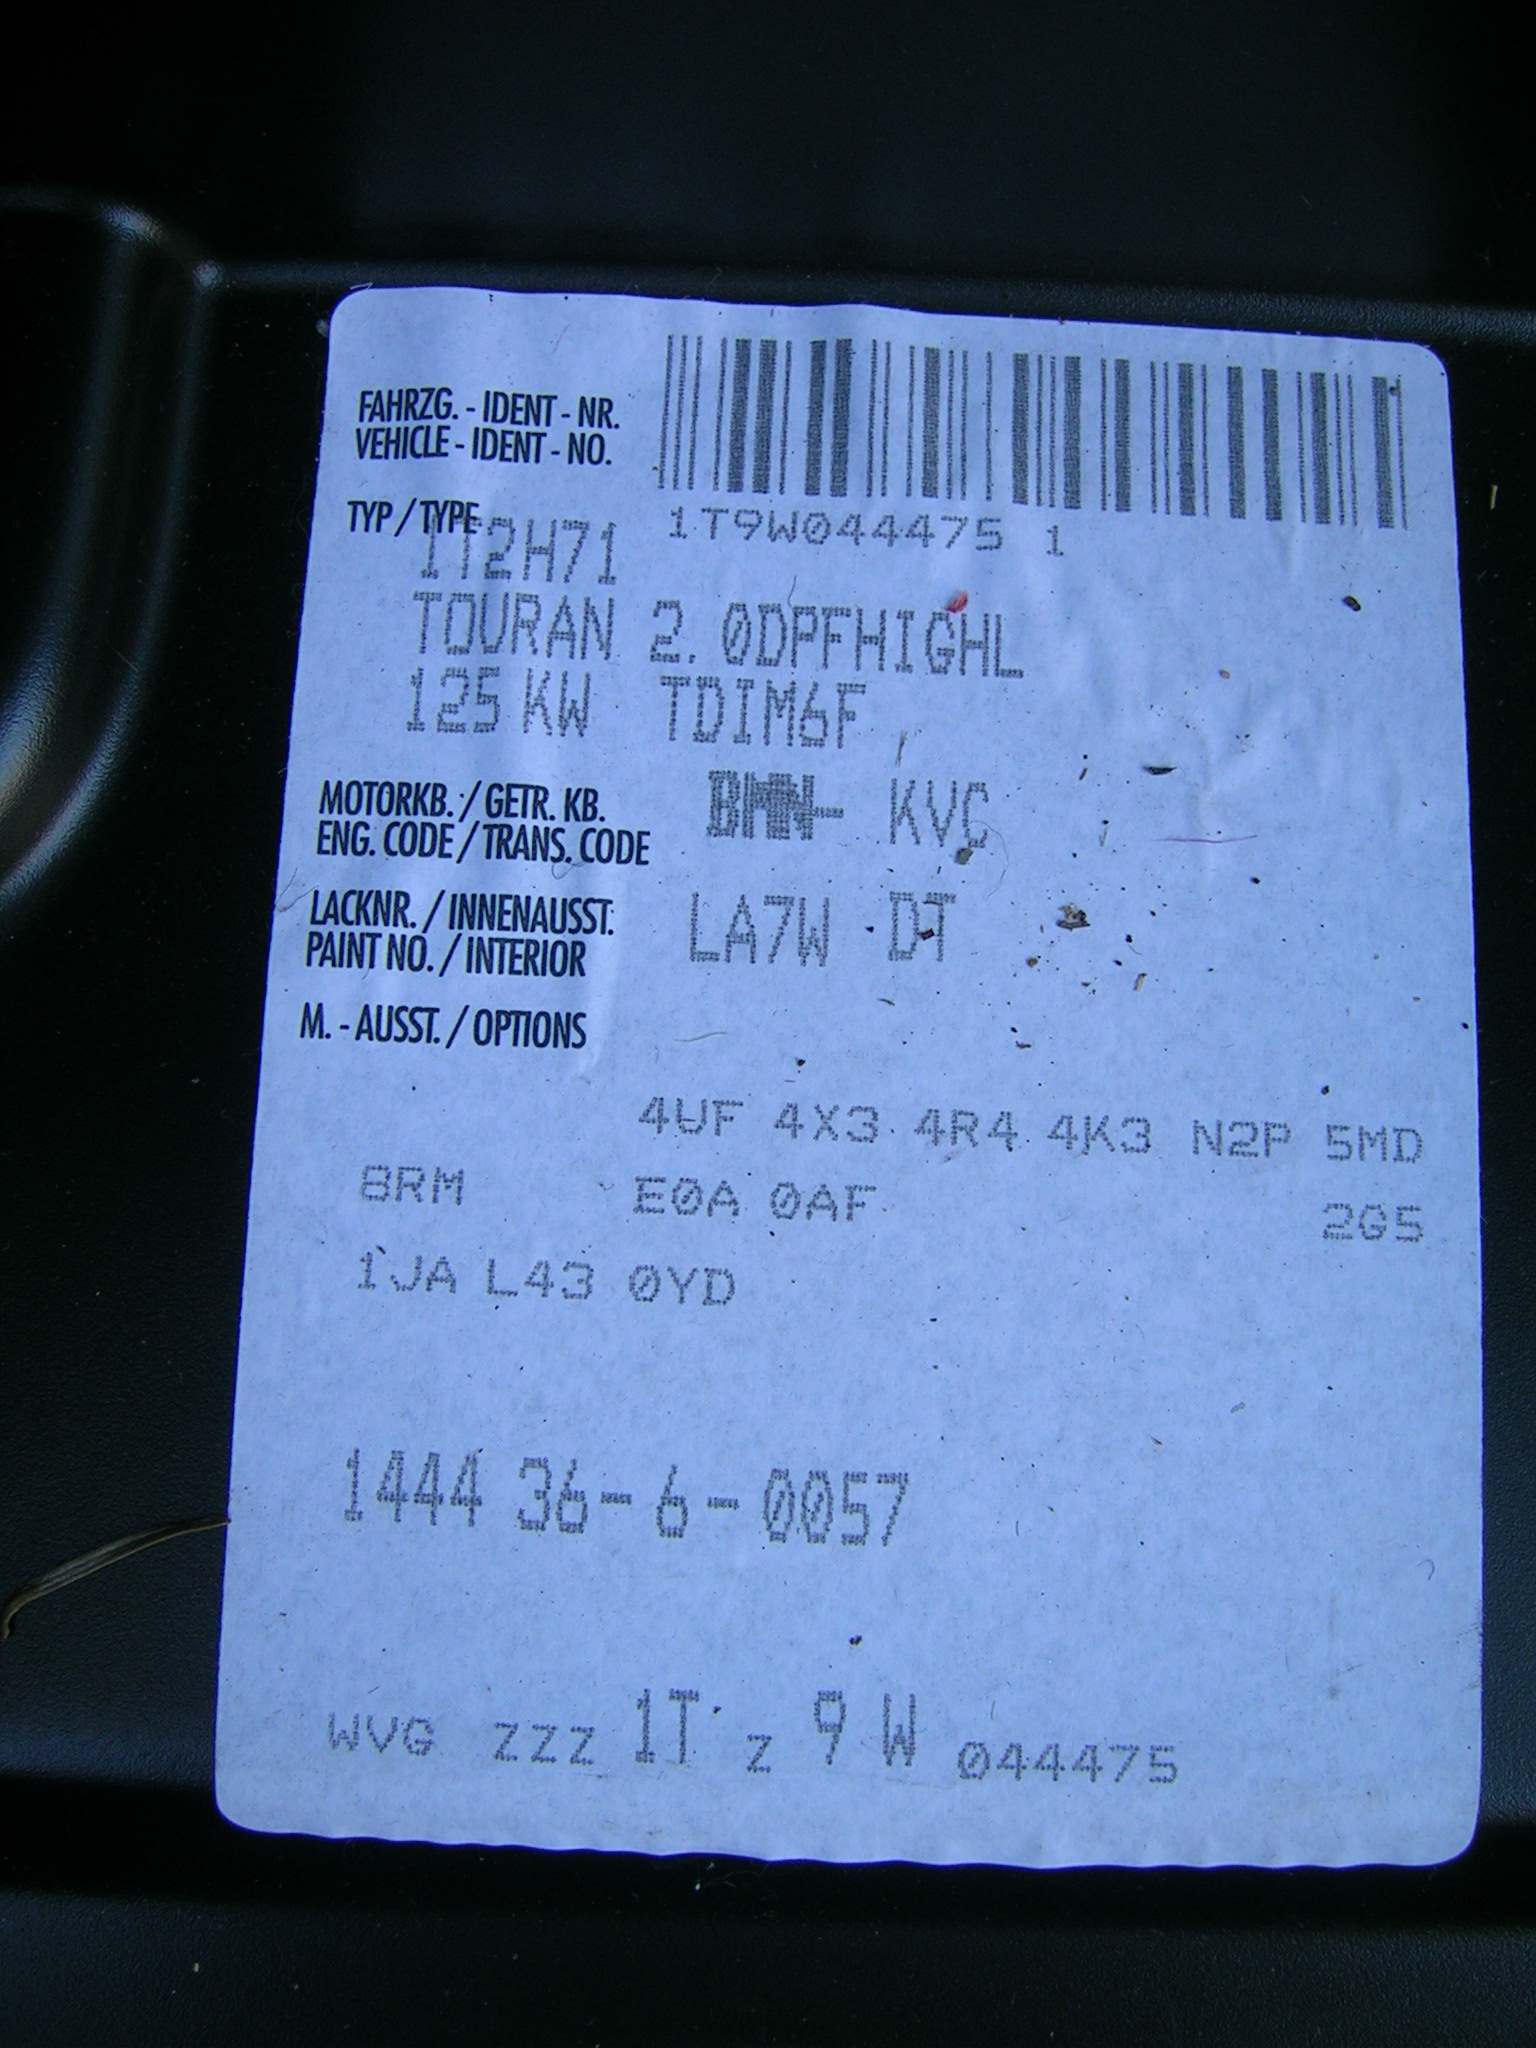 FAHRZG. - IDENT - NR.
VEHICLE - IDENT - NO.
1T9W044475 1
TYP / TYPE
1T2H71
TOURAN 2.0DPFHIGHL
125 KW TDIM6F
MOTORKB. / GETR. KB.
ENG. CODE / TRANS. CODE
BMN- KVC
LACKNR. / INNENAUSST.
PAINT NO. / INTERIOR
LA7W DT
M. - AUSST. / OPTIONS
4UF 4X3 4R4 4K3 N2P 5MD
8RM E0A 0AF 2G5
1JA L43 0YD
1444 36-6-0057
WVG ZZZ 1T Z 9 W 044475